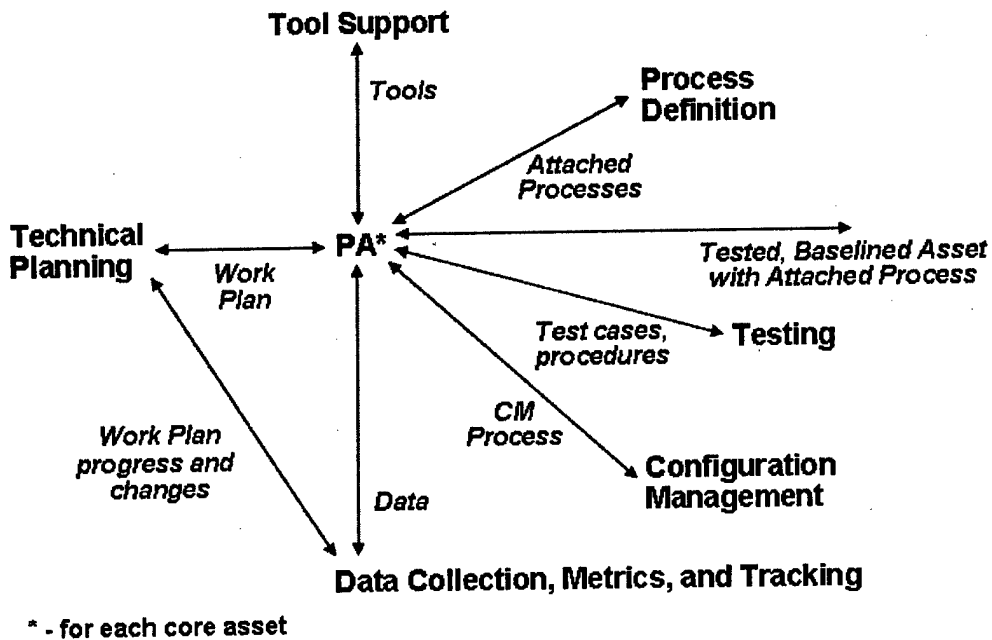 Tool Support
Tools
Process
Definition
Attached
Processes
Technical
Planning
PA*
Work
Plan
Tested, Baselined Asset
with Attached Process
Test cases,
procedures
Testing
CM
Process
Work Plan
progress and
changes
Configuration
Management
Data
Data Collection, Metrics, and Tracking
* - for each core asset